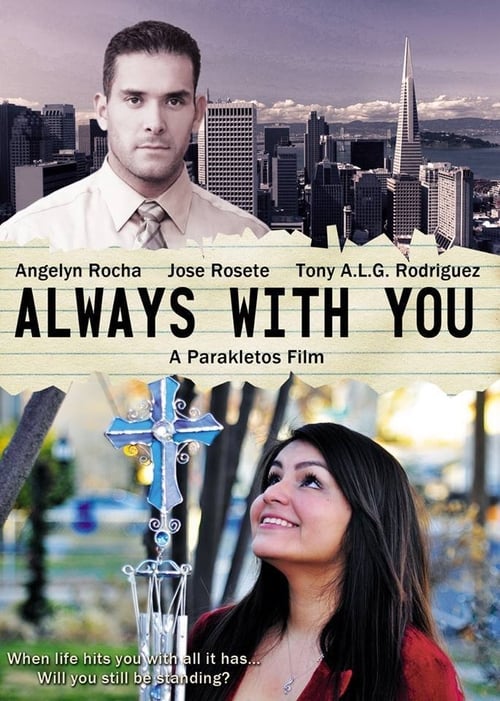 Angelyn Rocha Jose Rosete Tony A.L.G. Rodriguez
ALWAYS WITH YOU
A Parakletos Film
When life hits you with all it has...
Will you still be standing?